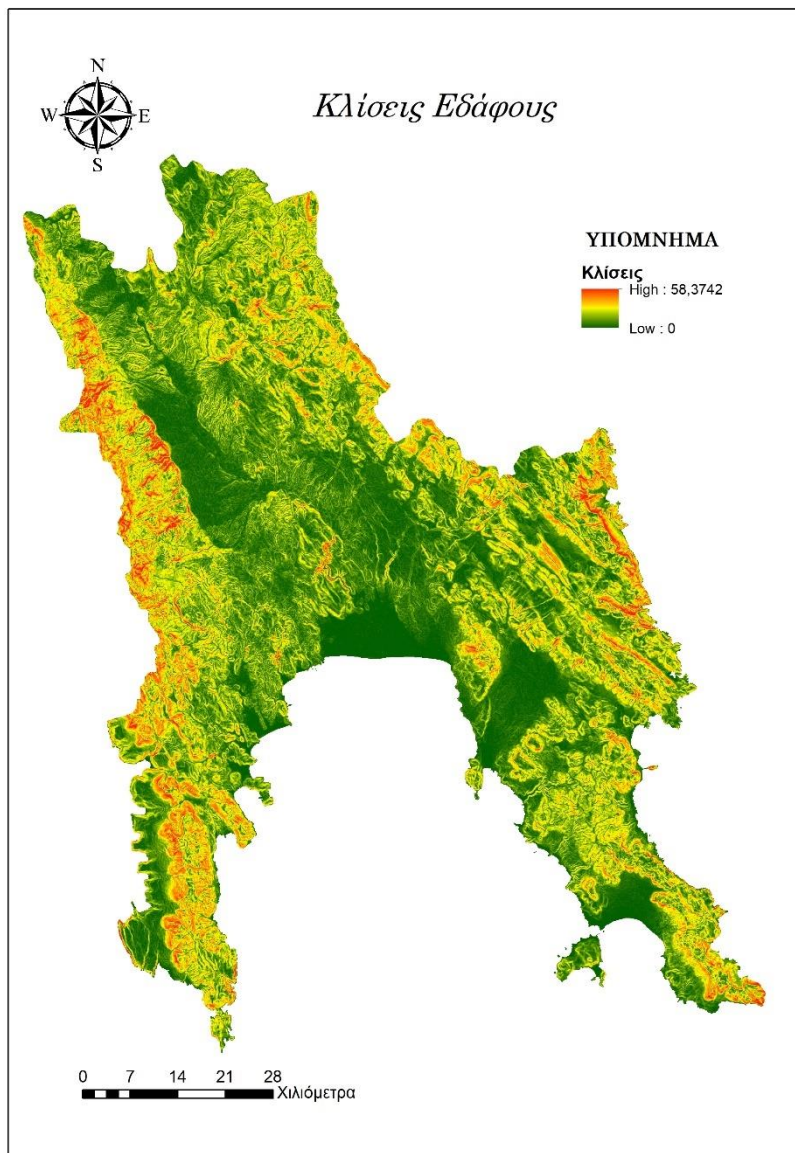 N
W E
S
Κλίσεις Εδάφους
ΥΠΟΜΝΗΜΑ
Κλίσεις
High : 58,3742
Low : 0
0 7 14 21 28
Χιλιόμετρα